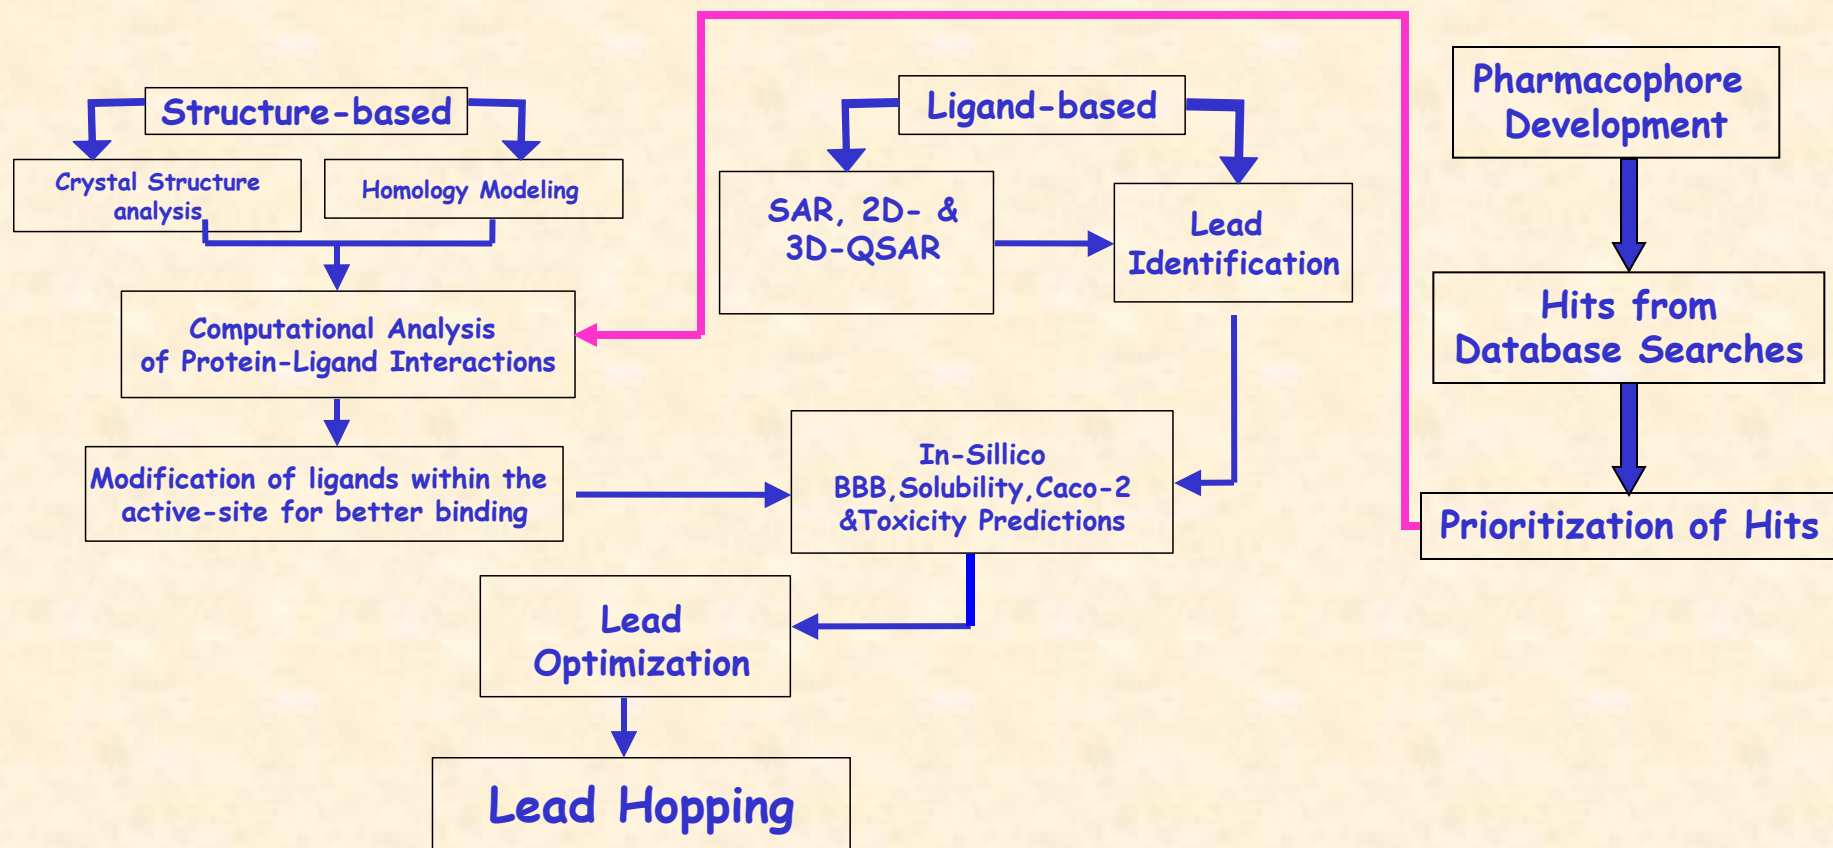 Structure-based
Crystal Structure
analysis
Homology Modeling
Computational Analysis
of Protein-Ligand Interactions
Modification of ligands within the
active-site for better binding
Ligand-based
SAR, 2D- &
3D-QSAR
Lead
Identification
In-Sillico
BBB,Solubility,Caco-2
&Toxicity Predictions
Lead
Optimization
Lead Hopping
Pharmacophore
Development
Hits from
Database Searches
Prioritization of Hits